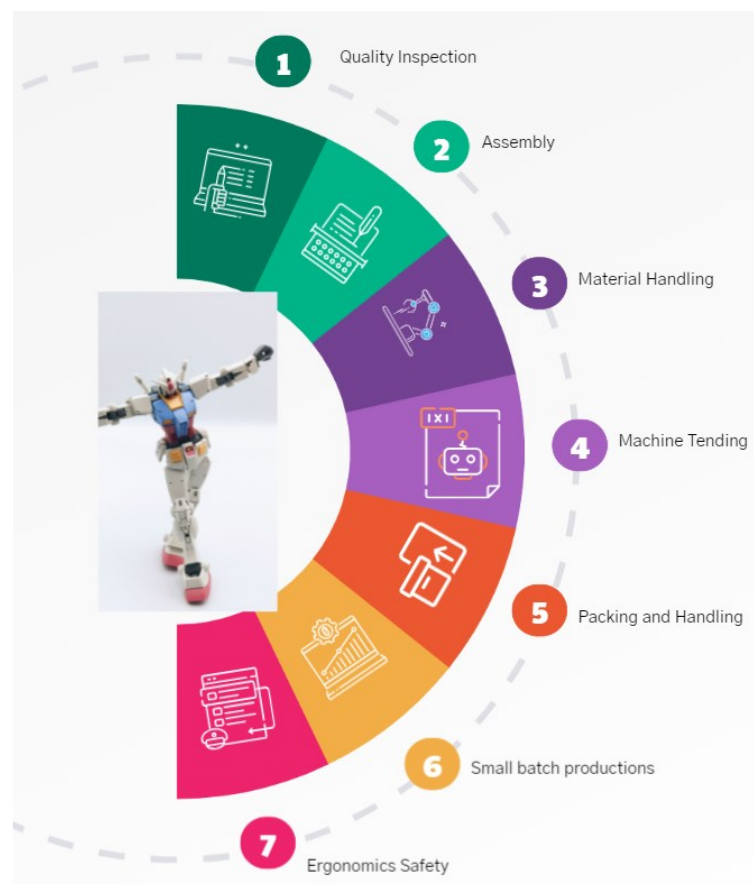 1
Quality Inspection
2
Assembly
3
Material Handling
IXI
4
Machine Tending
5
Packing and Handling
6
Small batch productions
7
Ergonomics Safety